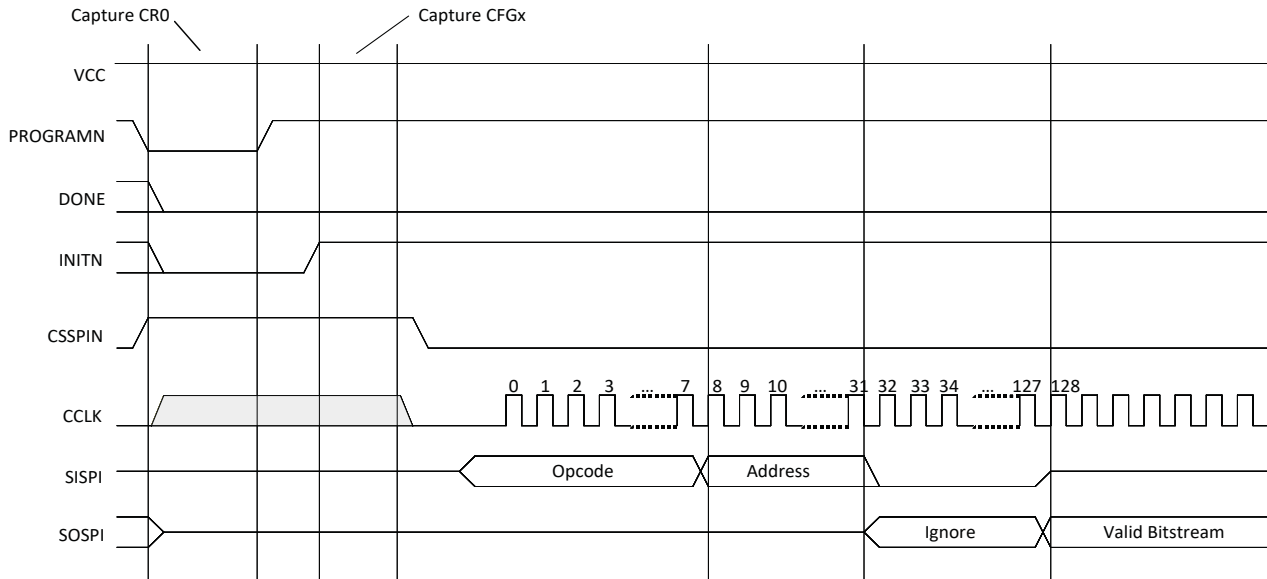 Capture CR0
Capture CFGx
VCC
PROGRAMN
DONE
INITN
CSSPIN
0 1 2 3 ... 7 8 9 10 ... 31 32 33 34 ... 127 128
CCLK
SISPI Opcode Address
SOSPI Ignore Valid Bitstream